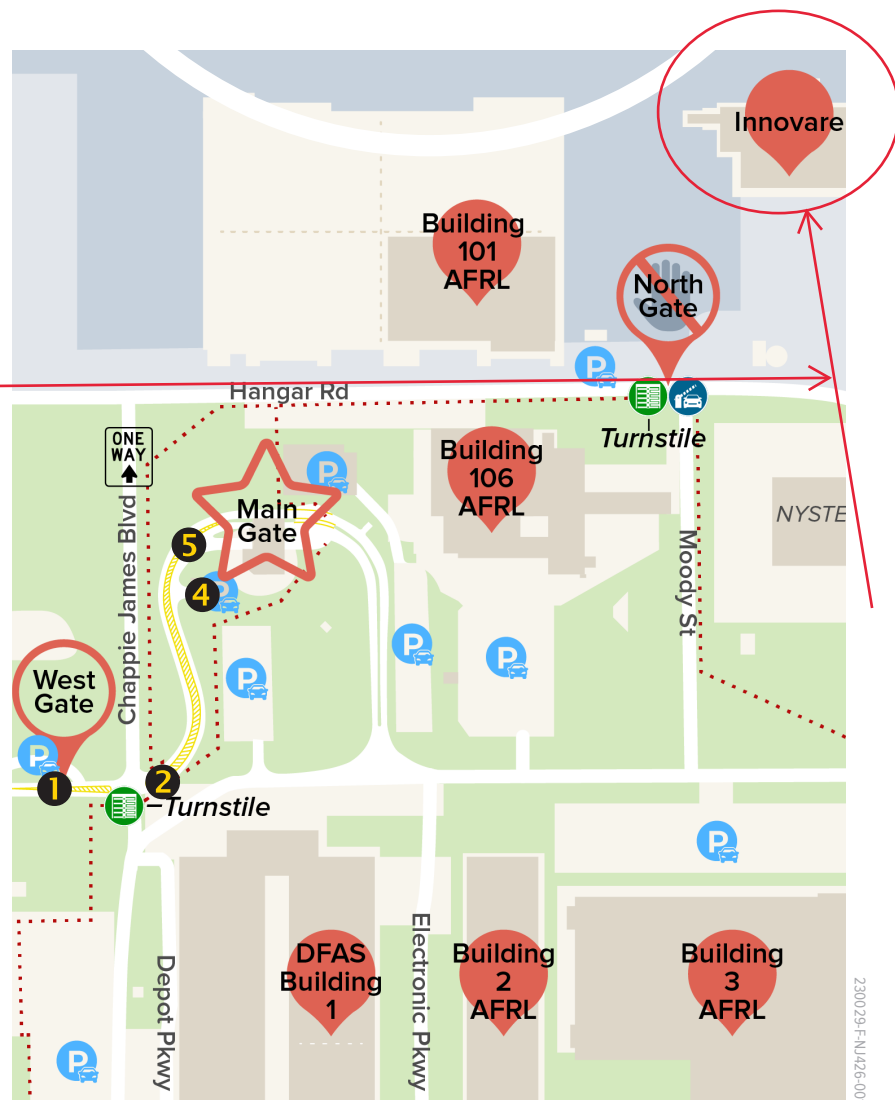 Innovare
Building
101
AFRL
North
Gate
P
Hangar Rd
Turnstile
ONE
WAY
Building
106
AFRL
P
Main
Gate
NYSTE
5
4
P
Chappie James Blvd
Moody St
P
P
P
West
Gate
P
1
2
Turnstile
P
DFAS
Building
1
Building
2
AFRL
Building
3
AFRL
Depot Pkwy
Electronic Pkwy
P
230029-F-NJ426-00